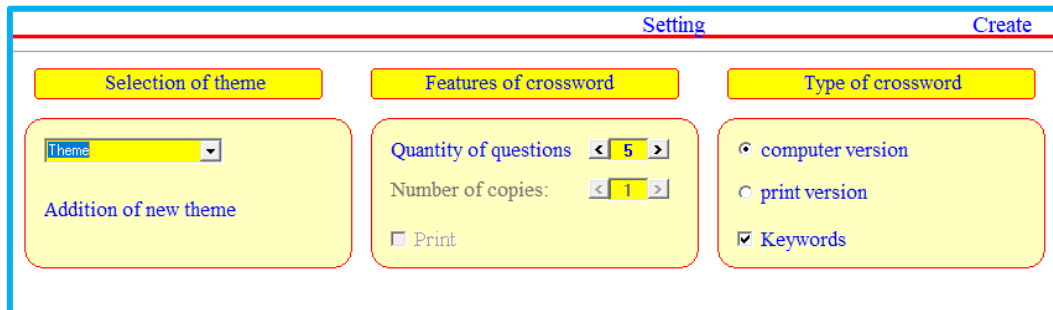 Setting Create
Selection of theme Features of crossword Type of crossword
Theme
Addition of new theme
Quantity of questions < 5 >
Number of copies: < 1 >
Print
computer version
print version
Keywords